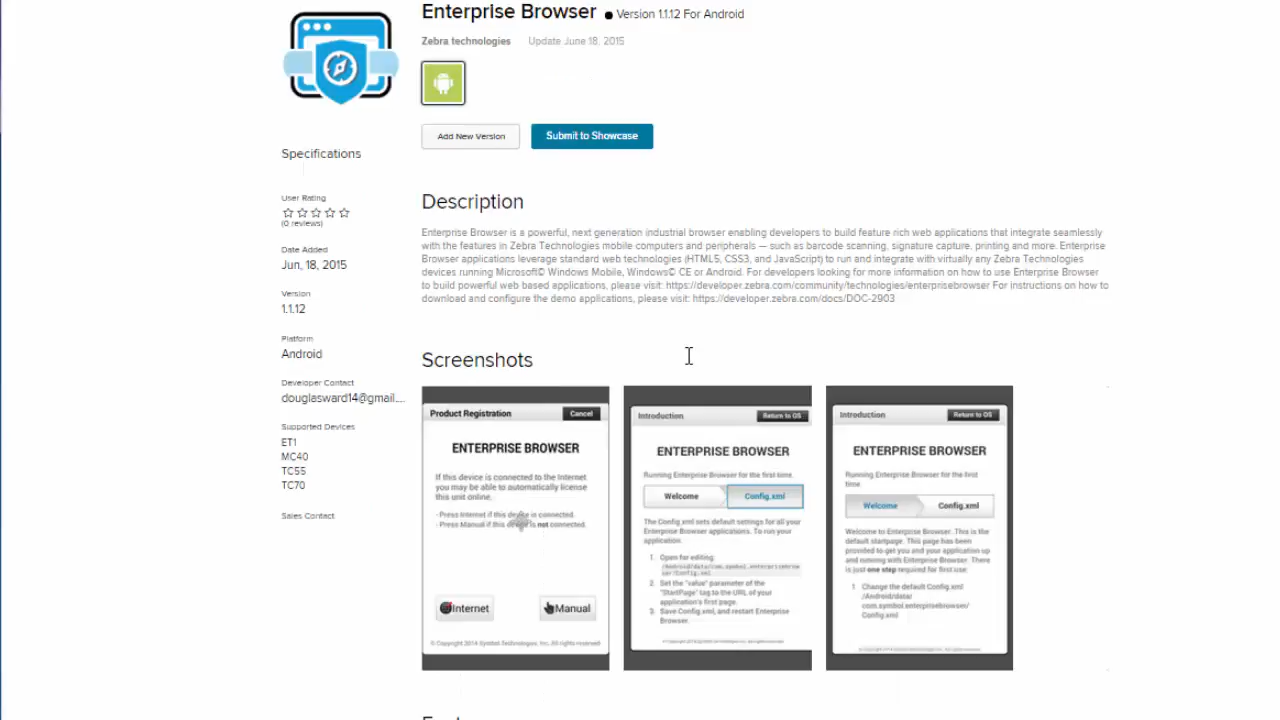 Enterprise Browser ● Version 1.1.12 For Android
Zebra technologies Update June 18, 2015
Add New Version Submit to Showcase
Specifications
User Rating
(0 reviews)
Date Added
Jun, 18, 2015
Version
1.1.12
Platform
Android
Developer Contact
douglasward14@gmail....
Supported Devices
ET1
MC40
TC55
TC70
Sales Contact
Description
Enterprise Browser is a powerful, next generation industrial browser enabling developers to build feature rich web applications that integrate seamlessly
with the features in Zebra Technologies mobile computers and peripherals — such as barcode scanning, signature capture, printing and more. Enterprise
Browser applications leverage standard web technologies (HTML5, CSS3, and JavaScript) to run and integrate with virtually any Zebra Technologies
devices running Microsoft© Windows Mobile, Windows© CE or Android. For developers looking for more information on how to use Enterprise Browser
to build powerful web based applications, please visit: https://developer.zebra.com/community/technologies/enterprisebrowser For instructions on how to
download and configure the demo applications, please visit: https://developer.zebra.com/docs/DOC-2903
Screenshots
Product Registration Cancel
ENTERPRISE BROWSER
If this device is connected to the Internet
you may be able to automatically license
this unit online.
- Press Internet if this device is connected.
- Press Manual if this device is not connected.
Internet Manual
© Copyright 2014 Symbol Technologies, Inc. All rights reserved
Introduction Return to OS
ENTERPRISE BROWSER
Running Enterprise Browser for the first time.
Welcome Config.xml
The Config.xml sets default settings for all your
Enterprise Browser applications. To run your
application:
1. Open for editing:
/Android/data/com.symbol.enterprisebrow
ser/Config.xml
2. Set the "value" parameter of the
"StartPage" tag to the URL of your
application's first page.
3. Save Config.xml, and restart Enterprise
Browser.
Introduction Return to OS
ENTERPRISE BROWSER
Running Enterprise Browser for the first
time.
Welcome Config.xml
Welcome to Enterprise Browser. This is the
default startpage. This page has been
provided to get you and your application up
and running with Enterprise Browser. There
is just one step required for first use:
1 Change the default Config.xml
/Android/data/
com.symbol.enterprisebrowser/
Config.xml